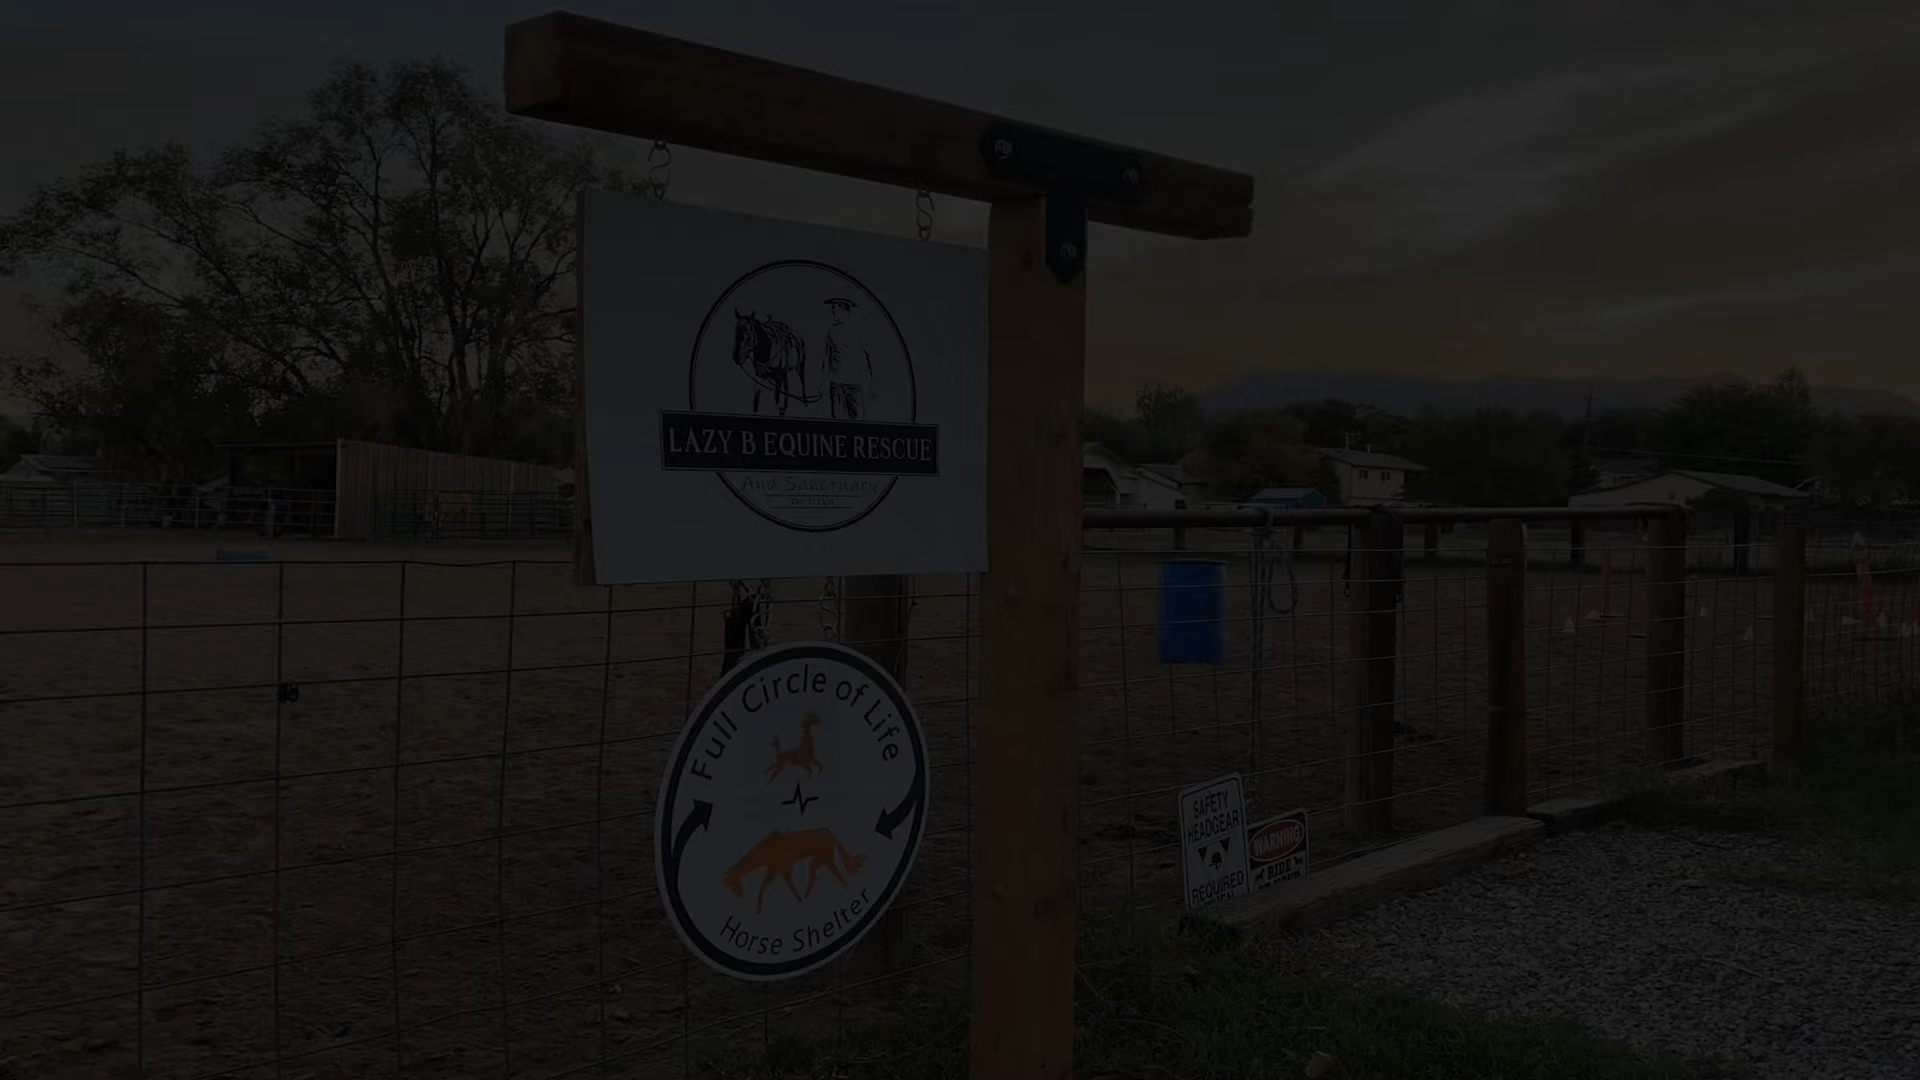 LAZY B EQUINE RESCUE
And Sanctuary
Full Circle of Life
Horse Shelter
SAFETY
HEADGEAR
REQUIRED
WARNING
RIDE